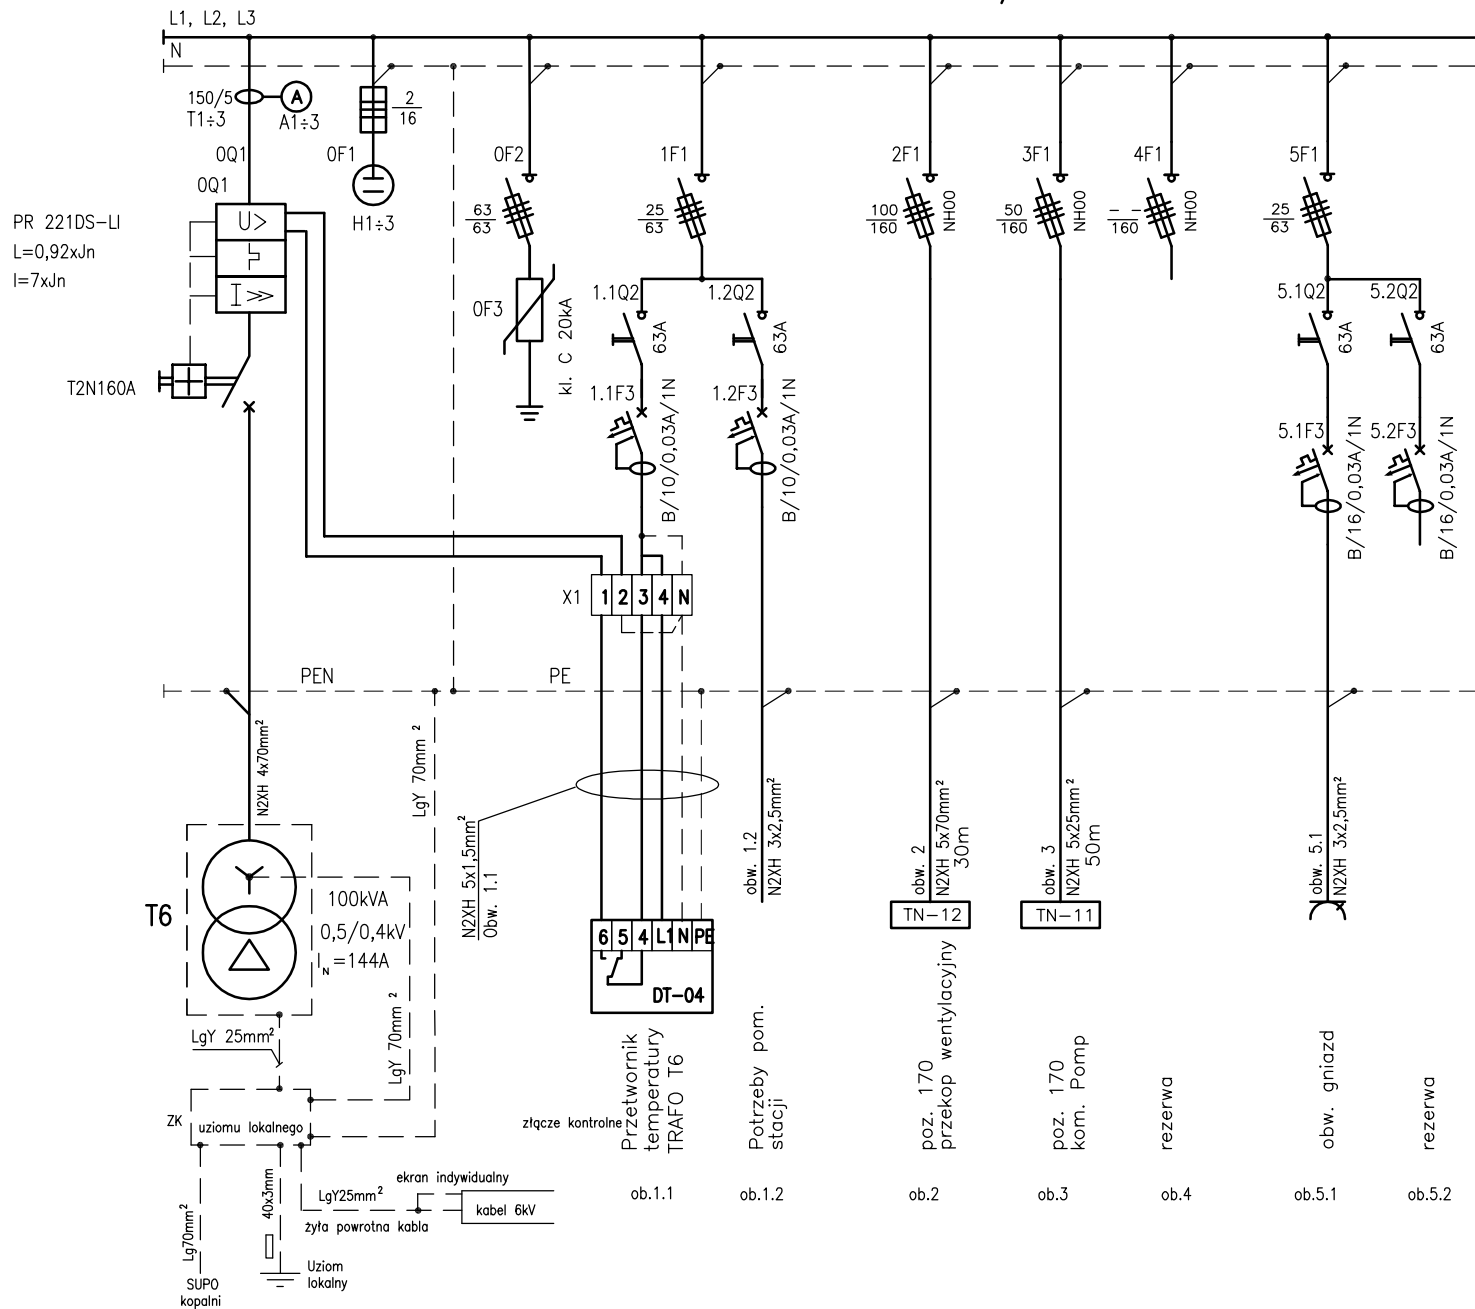 L1, L2, L3
N
150/5
T1÷3
A
A1÷3
2
16
0Q1
0F1
0F2
1F1
2F1
3F1
4F1
5F1
0Q1
U>
I >>
PR 221DS-LI
L=0,92xJn
I=7xJn
H1÷3
63
63
25
63
100
160
NH00
50
160
NH00
- -
160
NH00
25
63
T2N160A
0F3
kl. C 20kA
1.1Q2
63A
1.2Q2
63A
5.1Q2
63A
5.2Q2
63A
1.1F3
B/10/0,03A/1N
1.2F3
B/10/0,03A/1N
5.1F3
B/16/0,03A/1N
5.2F3
B/16/0,03A/1N
X1
1 2 3 4 N
PEN
PE
N2XH 4x70mm²
LgY 70mm²
N2XH 5x1,5mm²
Obw. 1.1
obw. 1.2
N2XH 3x2,5mm²
obw. 2
N2XH 5x70mm²
30m
obw. 3
N2XH 5x25mm²
50m
obw. 5.1
N2XH 3x2,5mm²
T6
100kVA
0,5/0,4kV
IN=144A
6 5 4 L1 N PE
DT-04
TN-12
TN-11
LgY 25mm²
LgY 70mm²
ZK
uziomu lokalnego
złącze kontrolne
Przetwornik
temperatury
TRAFO T6
Potrzeby pom.
stacji
poz. 170
przekop wentylacyjny
poz. 170
kom. Pomp
rezerwa
obw. gniazd
rezerwa
ob.1.1
ob.1.2
ob.2
ob.3
ob.4
ob.5.1
ob.5.2
ekran indywidualny
LgY25mm²
kabel 6kV
żyła powrotna kabla
40x3mm
Lg70mm²
SUPO
kopalni
Uziom
lokalny